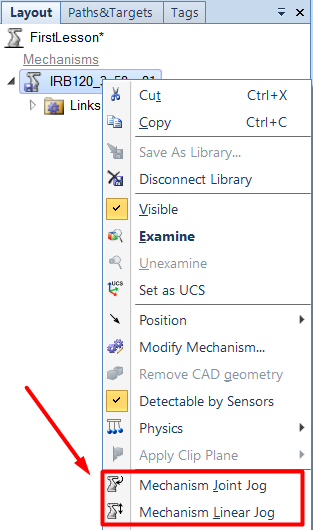 Layout Paths&Targets Tags
FirstLesson*
Mechanisms
IRB120_3_58__01
Links
Cut Ctrl+X
Copy Ctrl+C
Save As Library...
Disconnect Library
Visible
Examine
Unexamine
UCS Set as UCS
Position
Modify Mechanism...
Remove CAD geometry
Detectable by Sensors
Physics
Apply Clip Plane
Mechanism Joint Jog
Mechanism Linear Jog